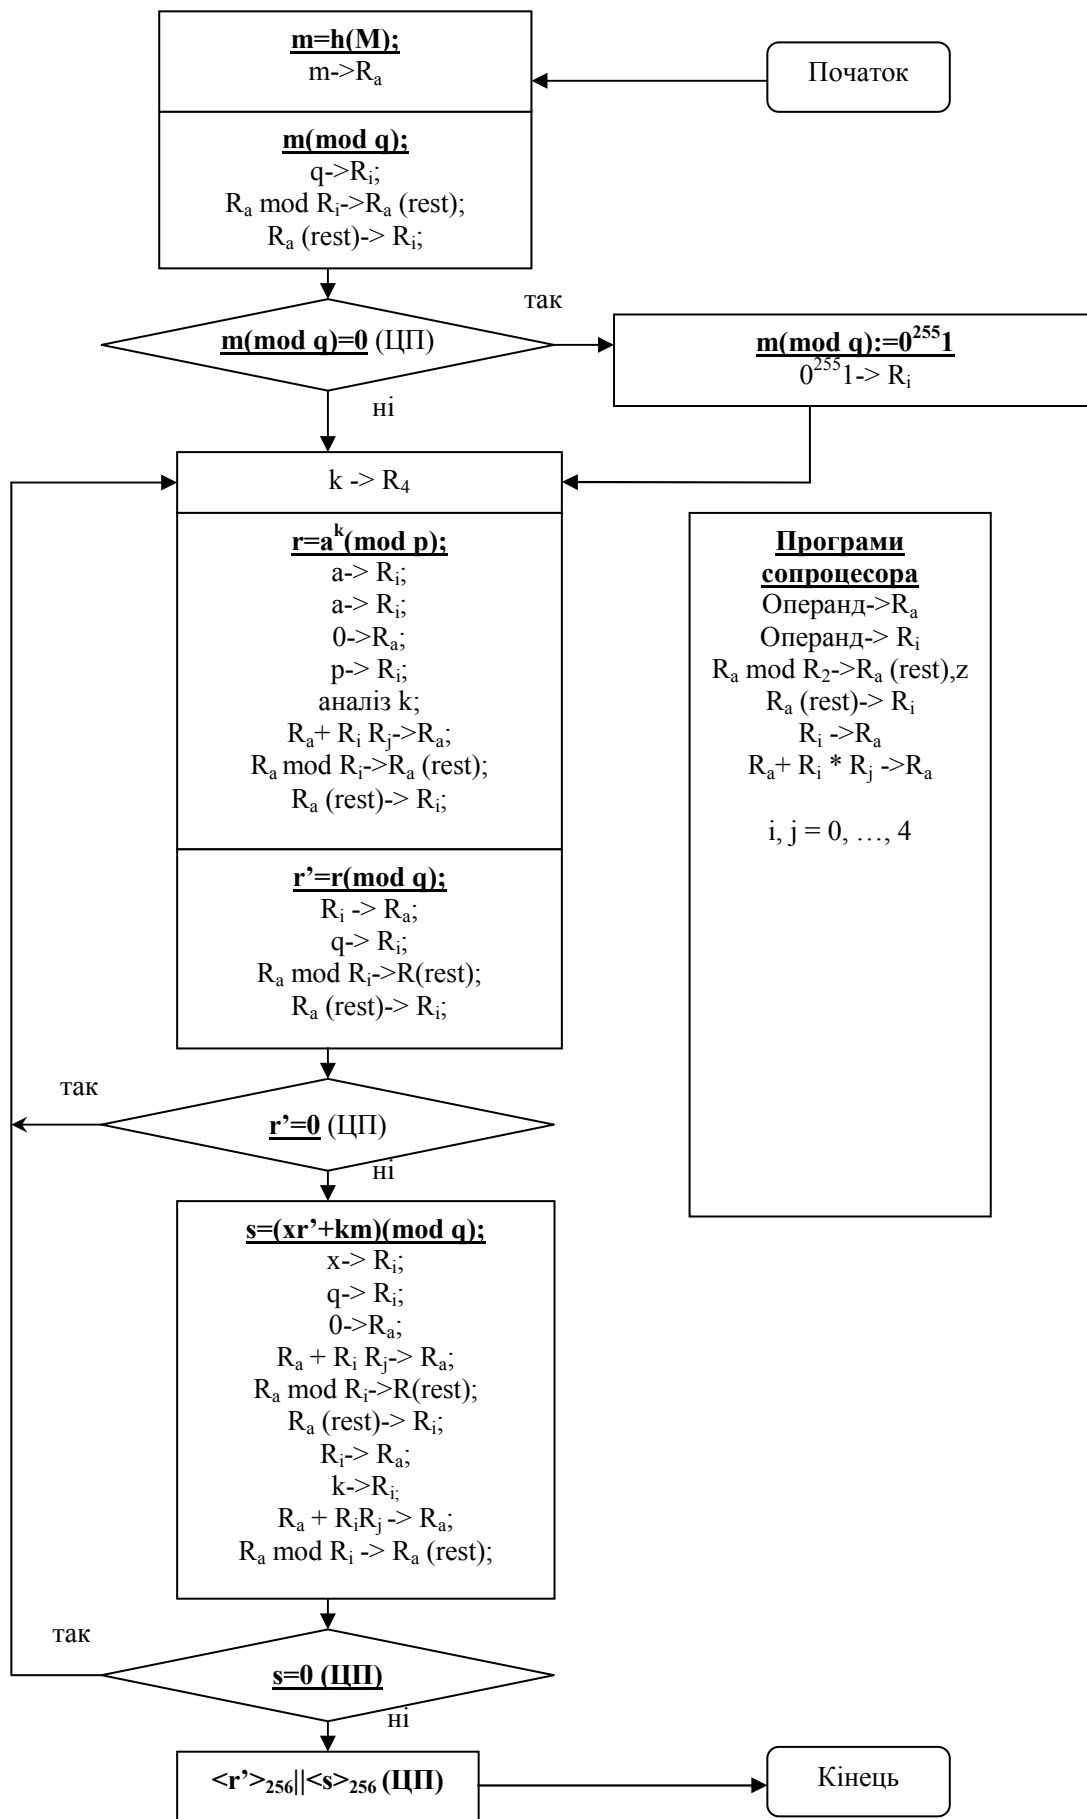 m=h(M);
m->Rₐ
Початок
m(mod q);
q->Rᵢ;
Rₐ mod Rᵢ->Rₐ (rest);
Rₐ (rest)-> Rᵢ;
так
m(mod q)=0 (ЦП)
m(mod q):=0²⁵⁵1
0²⁵⁵1-> Rᵢ
ні
k -> R₄
r=aᵏ(mod p);
a-> Rᵢ;
a-> Rᵢ;
0->Rₐ;
p-> Rᵢ;
аналіз k;
Rₐ+ Rᵢ Rⱼ->Rₐ;
Rₐ mod Rᵢ->Rₐ (rest);
Rₐ (rest)-> Rᵢ;
Програми
сопроцесора
Операнд->Rₐ
Операнд-> Rᵢ
Rₐ mod R₂->Rₐ (rest),z
Rₐ (rest)-> Rᵢ
Rᵢ ->Rₐ
Rₐ+ Rᵢ * Rⱼ ->Rₐ
i, j = 0, …, 4
r’=r(mod q);
Rᵢ -> Rₐ;
q-> Rᵢ;
Rₐ mod Rᵢ->R(rest);
Rₐ (rest)-> Rᵢ;
так
r’=0 (ЦП)
ні
s=(xr’+km)(mod q);
x-> Rᵢ;
q-> Rᵢ;
0->Rₐ;
Rₐ + Rᵢ Rⱼ-> Rₐ;
Rₐ mod Rᵢ->R(rest);
Rₐ (rest)-> Rᵢ;
Rᵢ-> Rₐ;
k->Rᵢ;
Rₐ + RᵢRⱼ -> Rₐ;
Rₐ mod Rᵢ -> Rₐ (rest);
так
s=0 (ЦП)
ні
<r’>₂₅₆||<s>₂₅₆ (ЦП)
Кінець